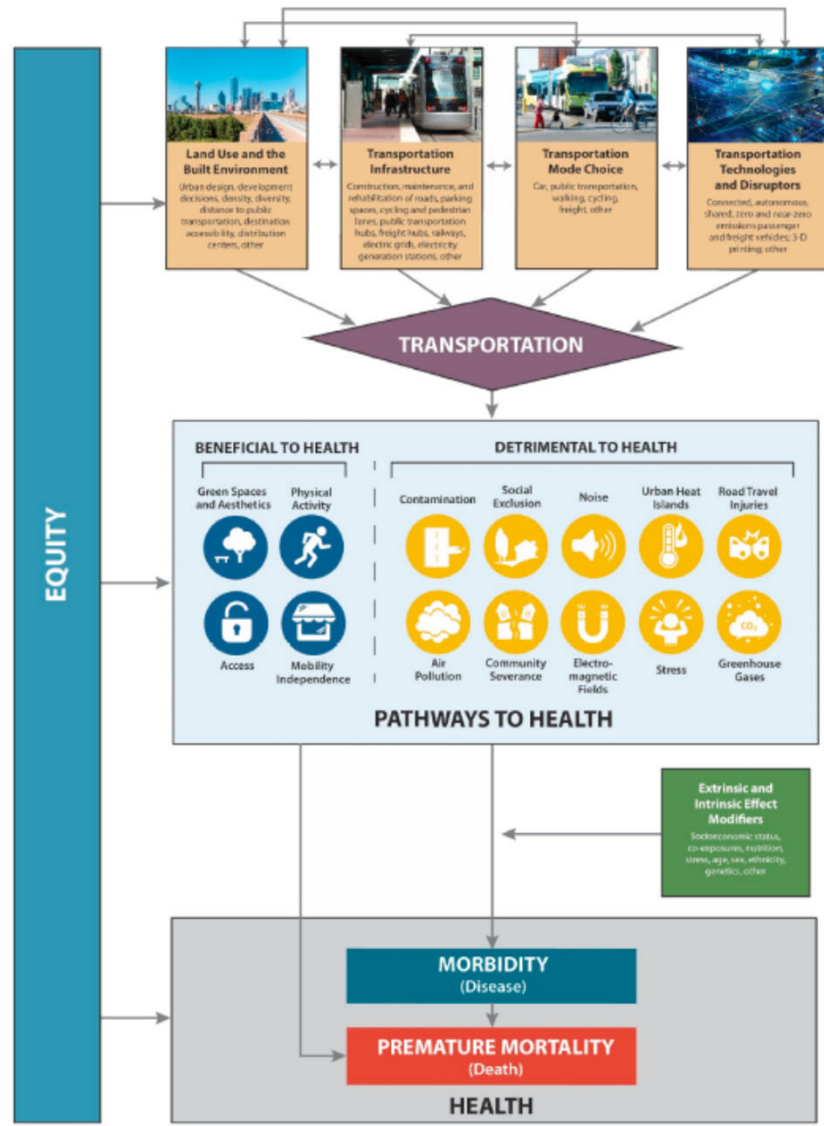 EQUITY
Land Use and the
Built Environment
Urban design, development
decisions, density, diversity,
distance to public
transportation, destination
accessibility, distribution
centers, other
Transportation
Infrastructure
Construction, maintenance, and
rehabilitation of roads, parking
spaces, cycling and pedestrian
lanes, public transportation
hubs, freight hubs, railways,
electric grids, electricity
generation stations, other
Transportation
Mode Choice
Car, public transportation,
walking, cycling,
freight, other
Transportation
Technologies
and Disruptors
Connected, autonomous,
shared, zero and near-zero
emissions passenger
and freight vehicles; 3-D
printing; other
TRANSPORTATION
BENEFICIAL TO HEALTH
Green Spaces
and Aesthetics
Physical
Activity
Access
Mobility
Independence
DETRIMENTAL TO HEALTH
Contamination
Social
Exclusion
Noise
Urban Heat
Islands
Road Travel
Injuries
CO₂
Air
Pollution
Community
Severance
Electro-
magnetic
Fields
Stress
Greenhouse
Gases
PATHWAYS TO HEALTH
Extrinsic and
Intrinsic Effect
Modifiers
Socioeconomic status,
co-exposures, nutrition,
stress, age, sex, ethnicity,
genetics, other
MORBIDITY
(Disease)
PREMATURE MORTALITY
(Death)
HEALTH